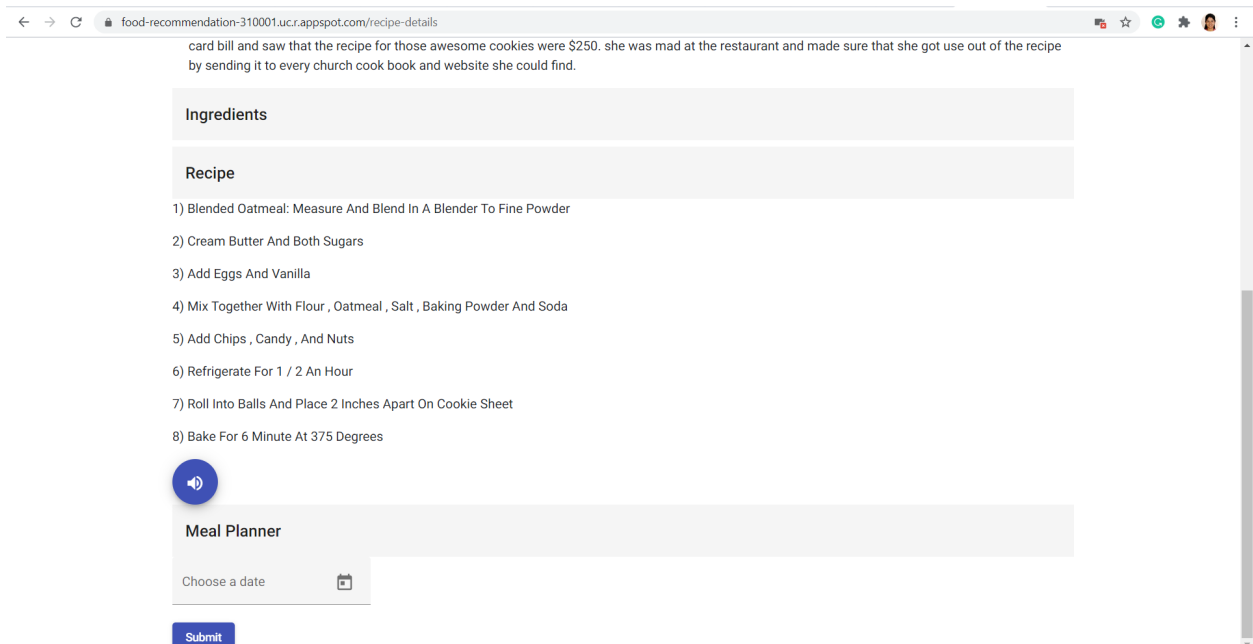 food-recommendation-310001.uc.r.appspot.com/recipe-details
card bill and saw that the recipe for those awesome cookies were $250. she was mad at the restaurant and made sure that she got use out of the recipe
by sending it to every church cook book and website she could find.
Ingredients
Recipe
1) Blended Oatmeal: Measure And Blend In A Blender To Fine Powder
2) Cream Butter And Both Sugars
3) Add Eggs And Vanilla
4) Mix Together With Flour , Oatmeal , Salt , Baking Powder And Soda
5) Add Chips , Candy , And Nuts
6) Refrigerate For 1 / 2 An Hour
7) Roll Into Balls And Place 2 Inches Apart On Cookie Sheet
8) Bake For 6 Minute At 375 Degrees
Meal Planner
Choose a date
Submit